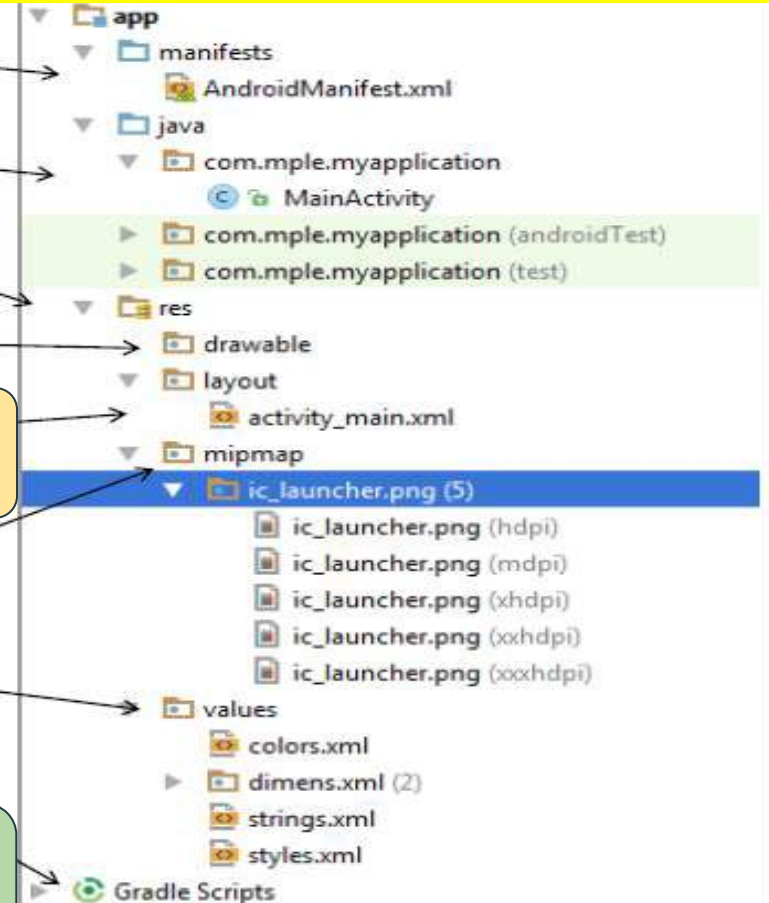 app
manifests
AndroidManifest.xml
java
com.mple.myapplication
MainActivity
com.mple.myapplication (androidTest)
com.mple.myapplication (test)
res
drawable
layout
activity_main.xml
mipmap
ic_launcher.png (5)
ic_launcher.png (hdpi)
ic_launcher.png (mdpi)
ic_launcher.png (xhdpi)
ic_launcher.png (xxhdpi)
ic_launcher.png (xxxhdpi)
values
colors.xml
dimens.xml (2)
strings.xml
styles.xml
Gradle Scripts